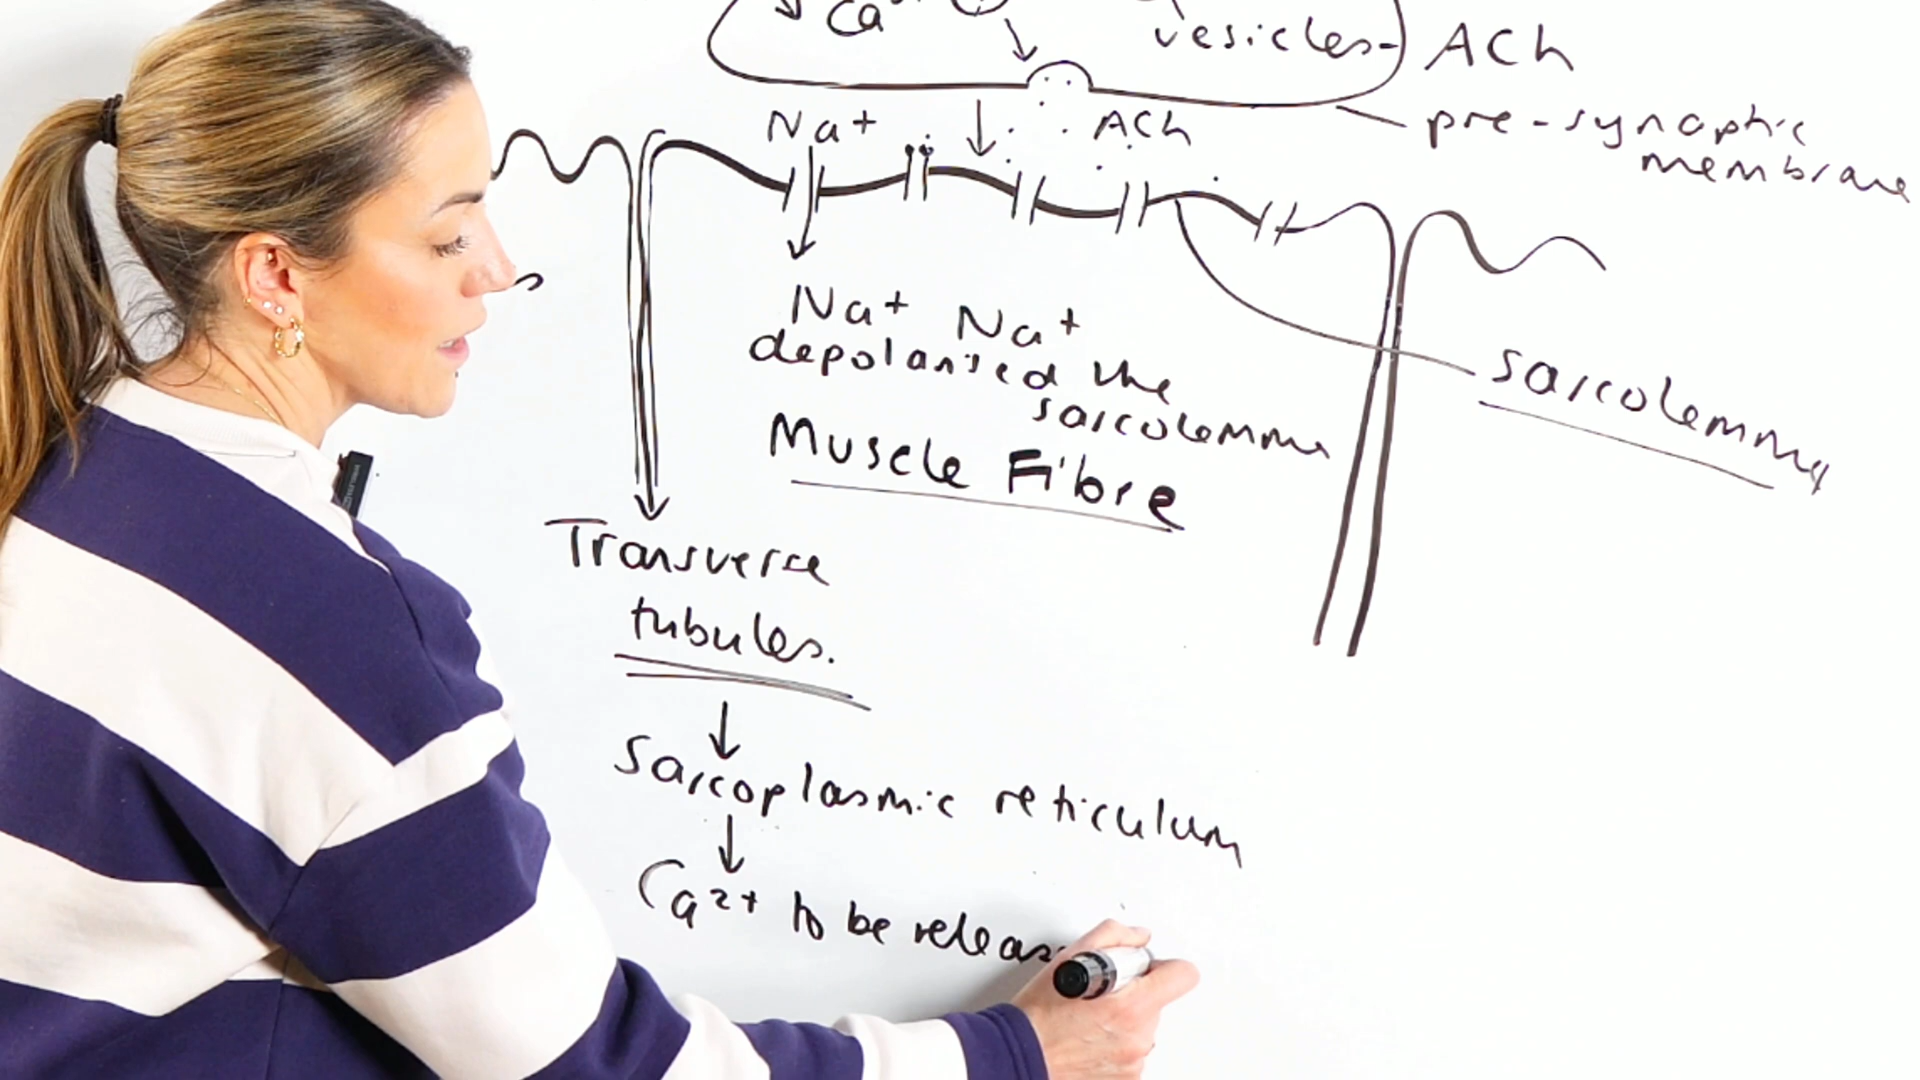 Ca
vesicles
ACh
pre-synaptic
membrane
Na+
ACh
Na+ Na+
depolarised the
sarcolemma
sarcolemma
Muscle Fibre
Transverse
tubules.
Sarcoplasmic reticulum
Ca2+ to be releas